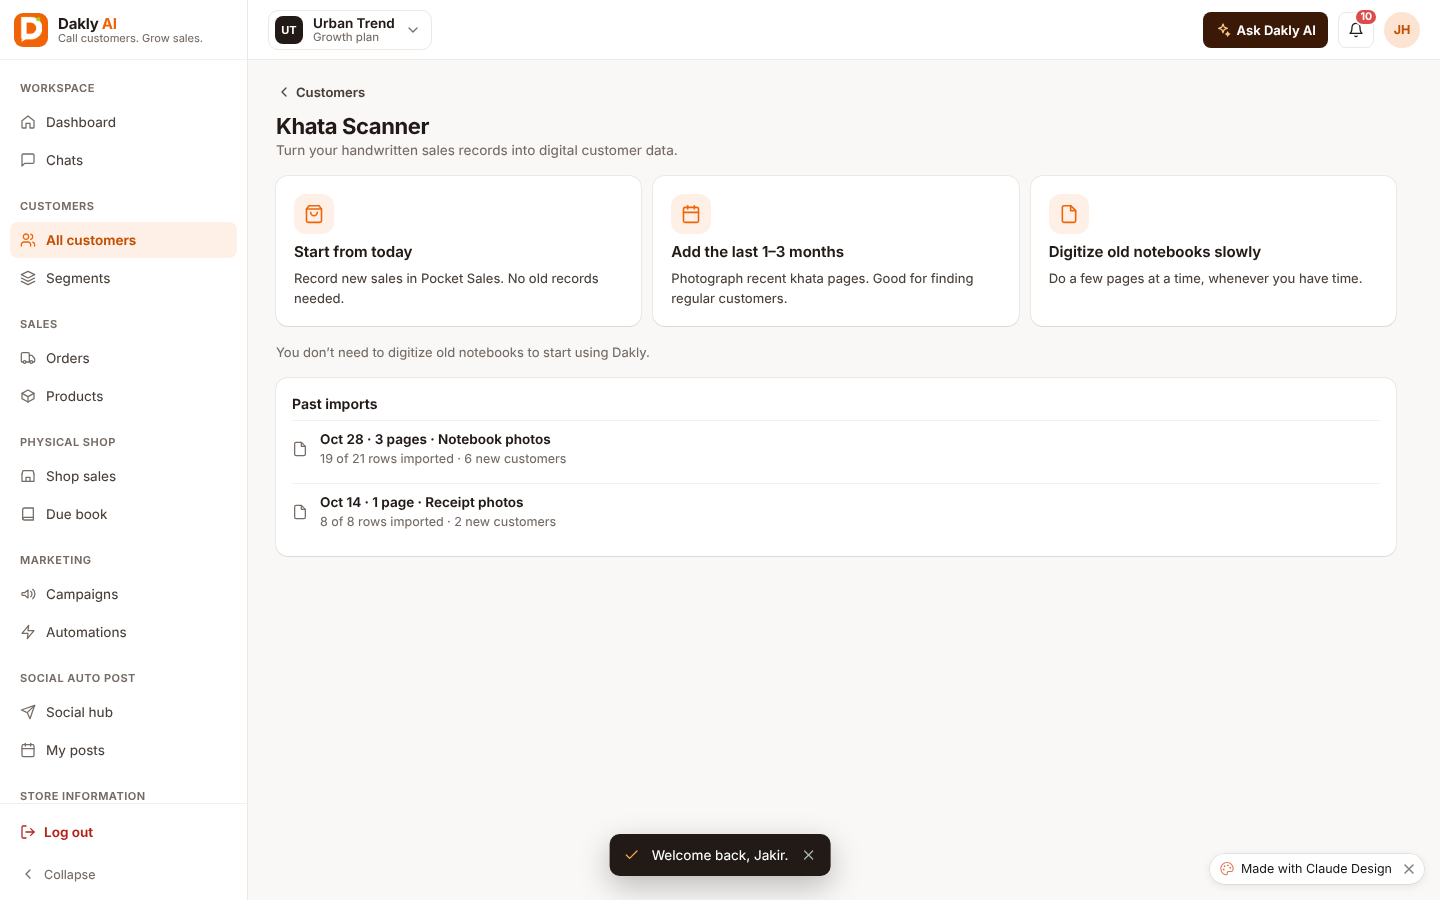 Dakly AI
Call customers. Grow sales.
UT
Urban Trend
Growth plan
Ask Dakly AI
10
JH
WORKSPACE
Dashboard
Chats
CUSTOMERS
All customers
Segments
SALES
Orders
Products
PHYSICAL SHOP
Shop sales
Due book
MARKETING
Campaigns
Automations
SOCIAL AUTO POST
Social hub
My posts
STORE INFORMATION
Log out
Collapse
Customers
Khata Scanner
Turn your handwritten sales records into digital customer data.
Start from today
Record new sales in Pocket Sales. No old records
needed.
Add the last 1–3 months
Photograph recent khata pages. Good for finding
regular customers.
Digitize old notebooks slowly
Do a few pages at a time, whenever you have time.
You don’t need to digitize old notebooks to start using Dakly.
Past imports
Oct 28 · 3 pages · Notebook photos
19 of 21 rows imported · 6 new customers
Oct 14 · 1 page · Receipt photos
8 of 8 rows imported · 2 new customers
Welcome back, Jakir.
Made with Claude Design